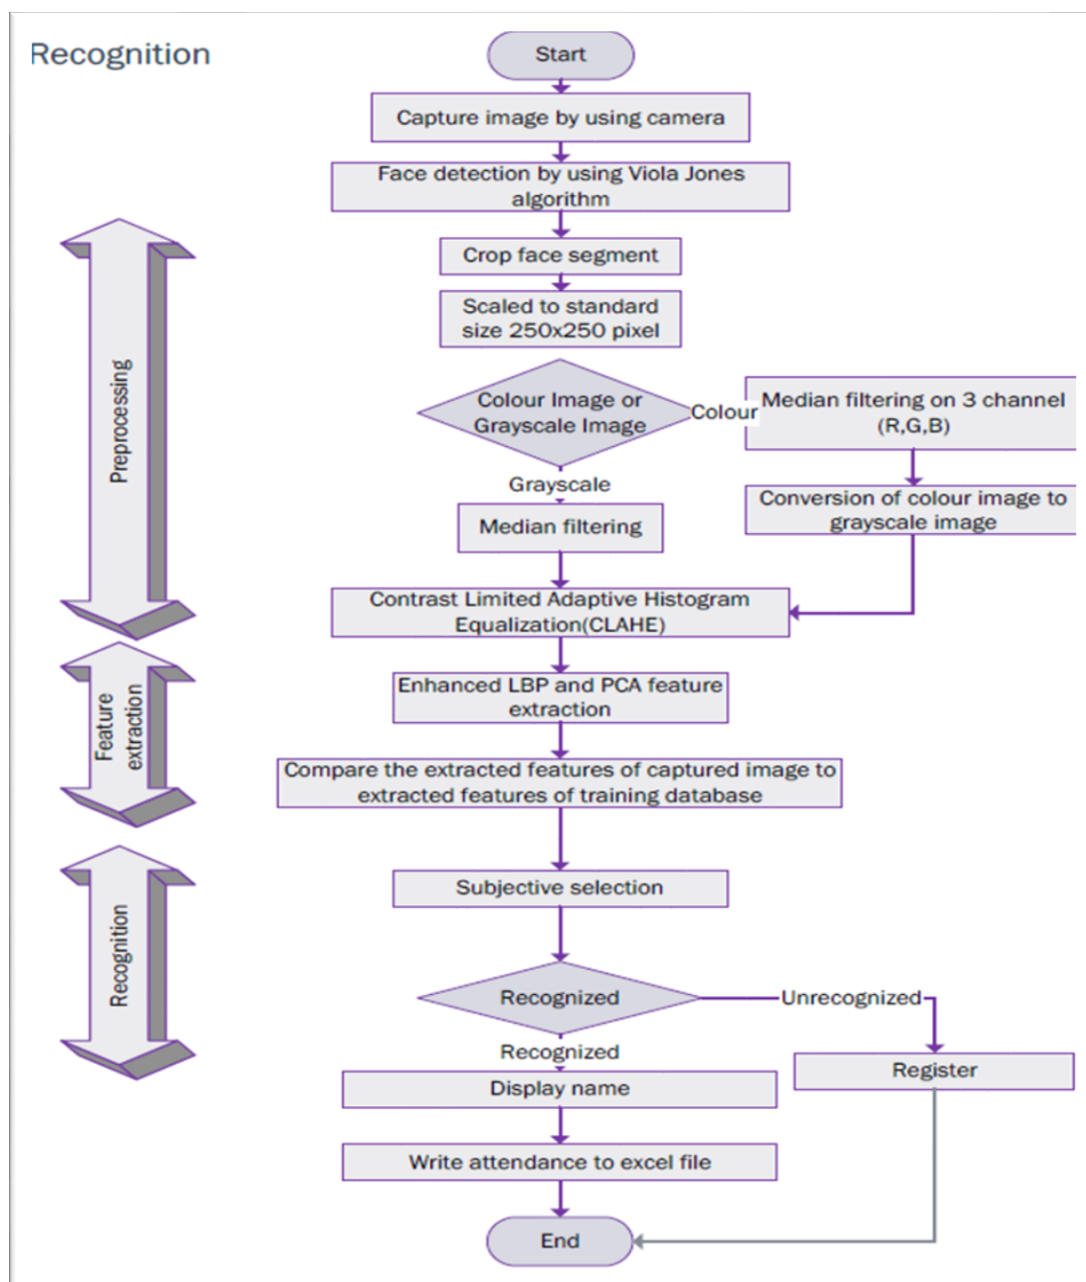 Recognition
Start
Capture image by using camera
Face detection by using Viola Jones
algorithm
Crop face segment
Scaled to standard
size 250x250 pixel
Colour Image or
Grayscale Image
Colour
Median filtering on 3 channel
(R,G,B)
Grayscale
Conversion of colour image to
grayscale image
Median filtering
Contrast Limited Adaptive Histogram
Equalization(CLAHE)
Preprocessing
Enhanced LBP and PCA feature
extraction
Compare the extracted features of captured image to
extracted features of training database
Feature
extraction
Subjective selection
Recognized
Unrecognized
Recognized
Register
Display name
Write attendance to excel file
End
Recognition